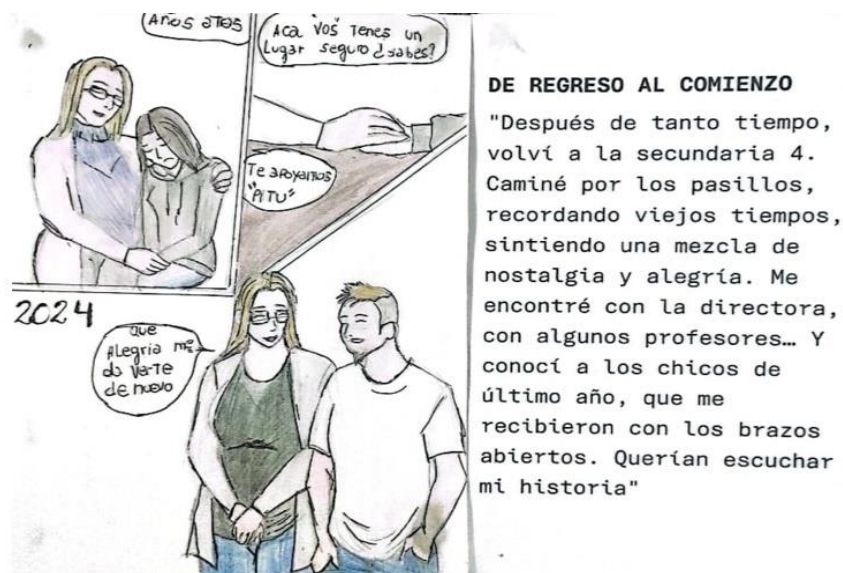 Años atras
Aca vos tenes un
Lugar seguro ¿sabes?
Te apoyamos
"PiTU"
2024
que
Alegria me
da verte
de nuevo
DE REGRESO AL COMIENZO
"Después de tanto tiempo,
volví a la secundaria 4.
Caminé por los pasillos,
recordando viejos tiempos,
sintiendo una mezcla de
nostalgia y alegría. Me
encontré con la directora,
con algunos profesores… Y
conocí a los chicos de
último año, que me
recibieron con los brazos
abiertos. Querían escuchar
mi historia"